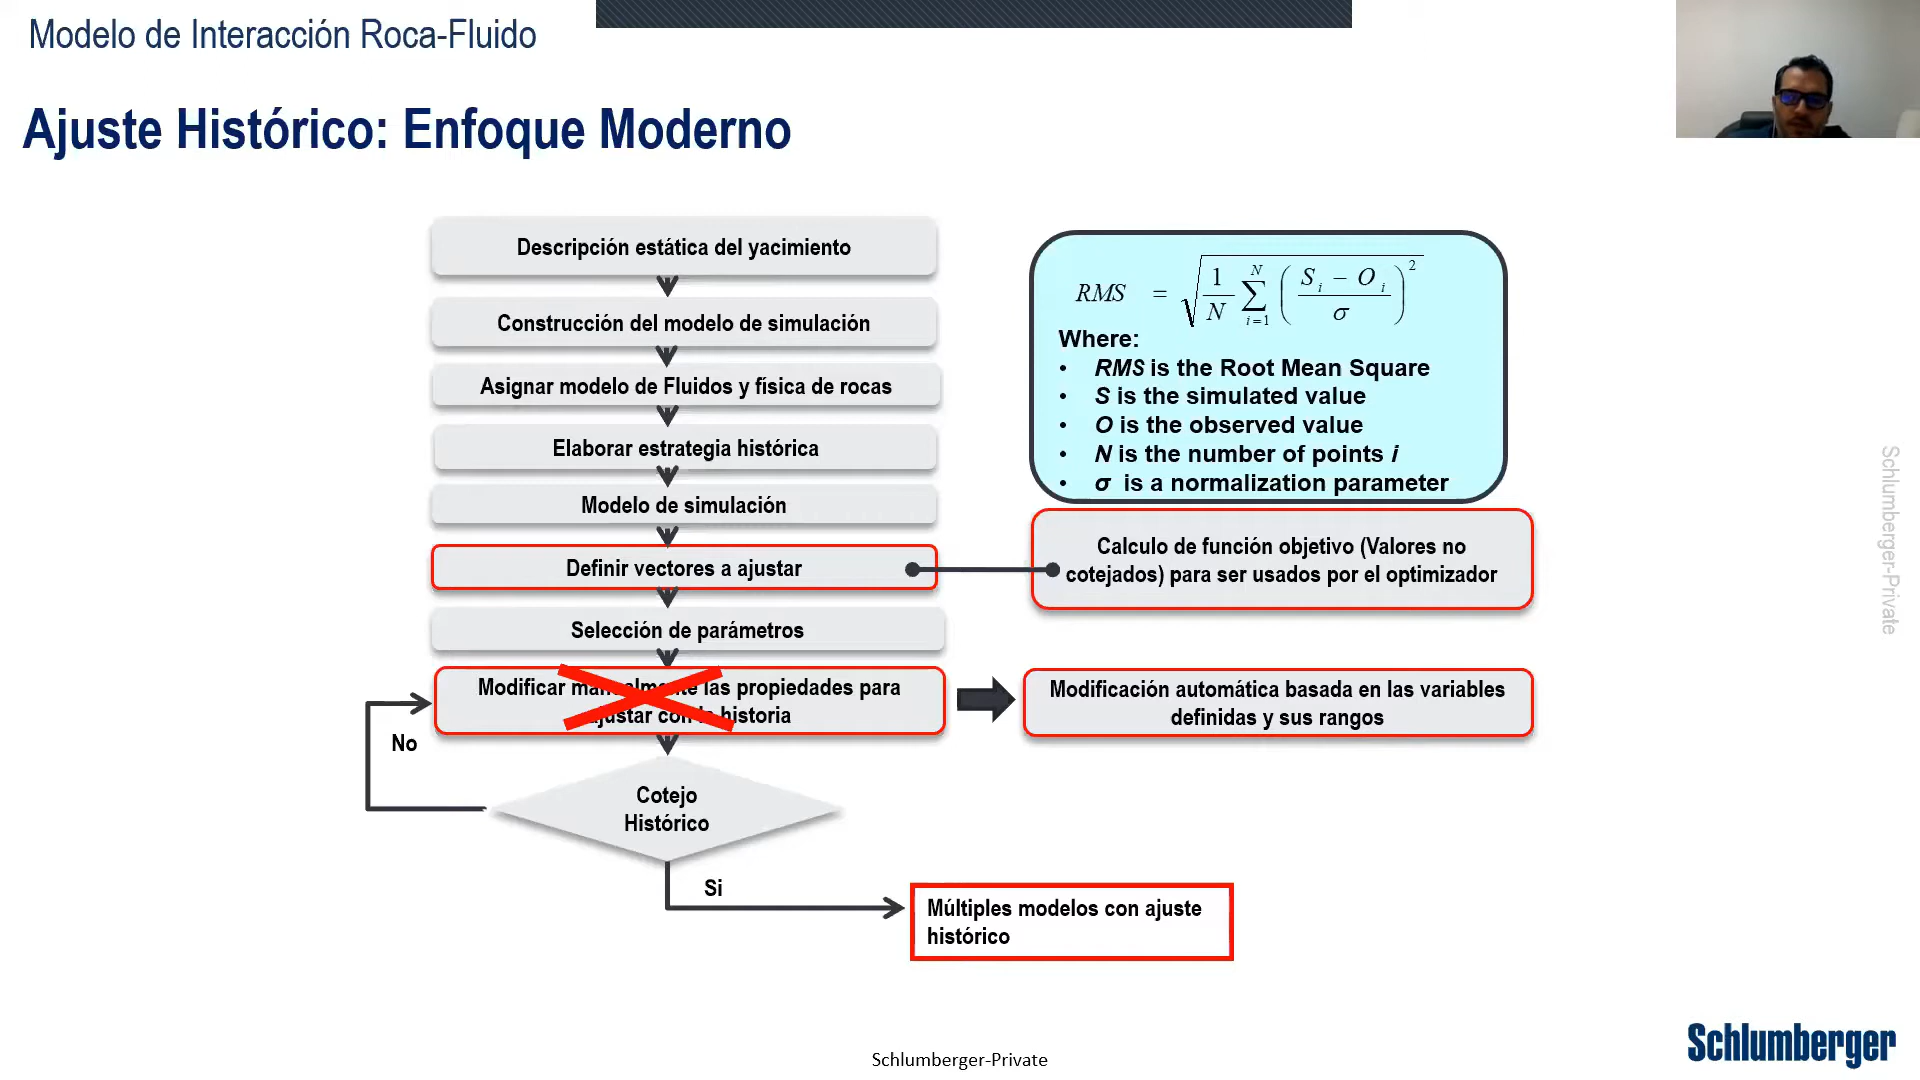 Modelo de Interacción Roca-Fluido
Ajuste Histórico: Enfoque Moderno
Descripción estática del yacimiento
Construcción del modelo de simulación
Asignar modelo de Fluidos y física de rocas
Elaborar estrategia histórica
Modelo de simulación
Definir vectores a ajustar
Selección de parámetros
Modificar manualmente las propiedades para
ajustar con la historia
No
Cotejo
Histórico
Si
Múltiples modelos con ajuste
histórico
RMS = √ 1/N ∑ i=1 N ( (S i − O i) / σ ) 2
Where:
• RMS is the Root Mean Square
• S is the simulated value
• O is the observed value
• N is the number of points i
• σ is a normalization parameter
Calculo de función objetivo (Valores no
cotejados) para ser usados por el optimizador
Modificación automática basada en las variables
definidas y sus rangos
Schlumberger-Private
Schlumberger-Private
Schlumberger